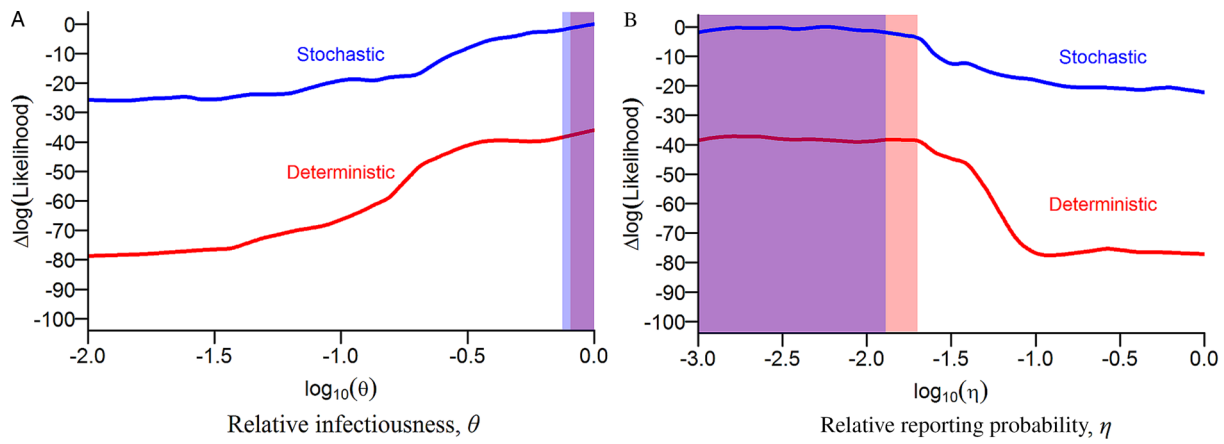 A
Δlog(Likelihood)
-0
-10
-20
-30
-40
-50
-60
-70
-80
-90
-100
Stochastic
Deterministic
-2.0 -1.5 -1.0 -0.5 0.0
log10(θ)
Relative infectiousness, θ
B
Δlog(Likelihood)
0
-10
-20
-30
-40
-50
-60
-70
-80
-90
-100
Stochastic
Deterministic
-3.0 -2.5 -2.0 -1.5 -1.0 -0.5 0.0
log10(η)
Relative reporting probability, η